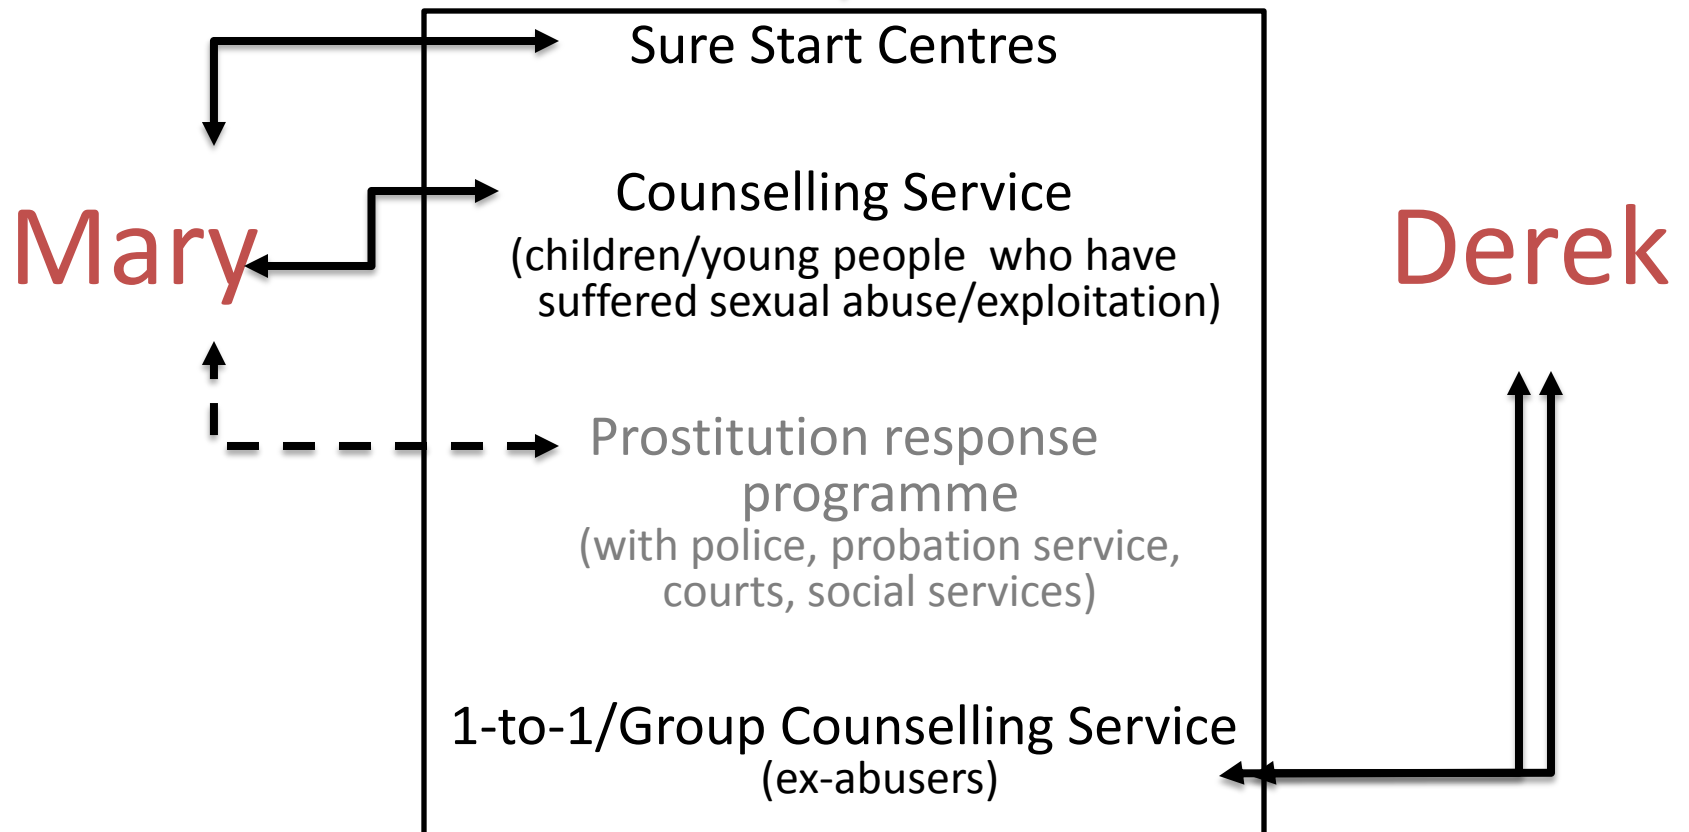 Sure Start Centres
Mary
Counselling Service
(children/young people  who have
suffered sexual abuse/exploitation)
Derek
Prostitution response
programme
(with police, probation service,
courts, social services)
1-to-1/Group Counselling Service
(ex-abusers)